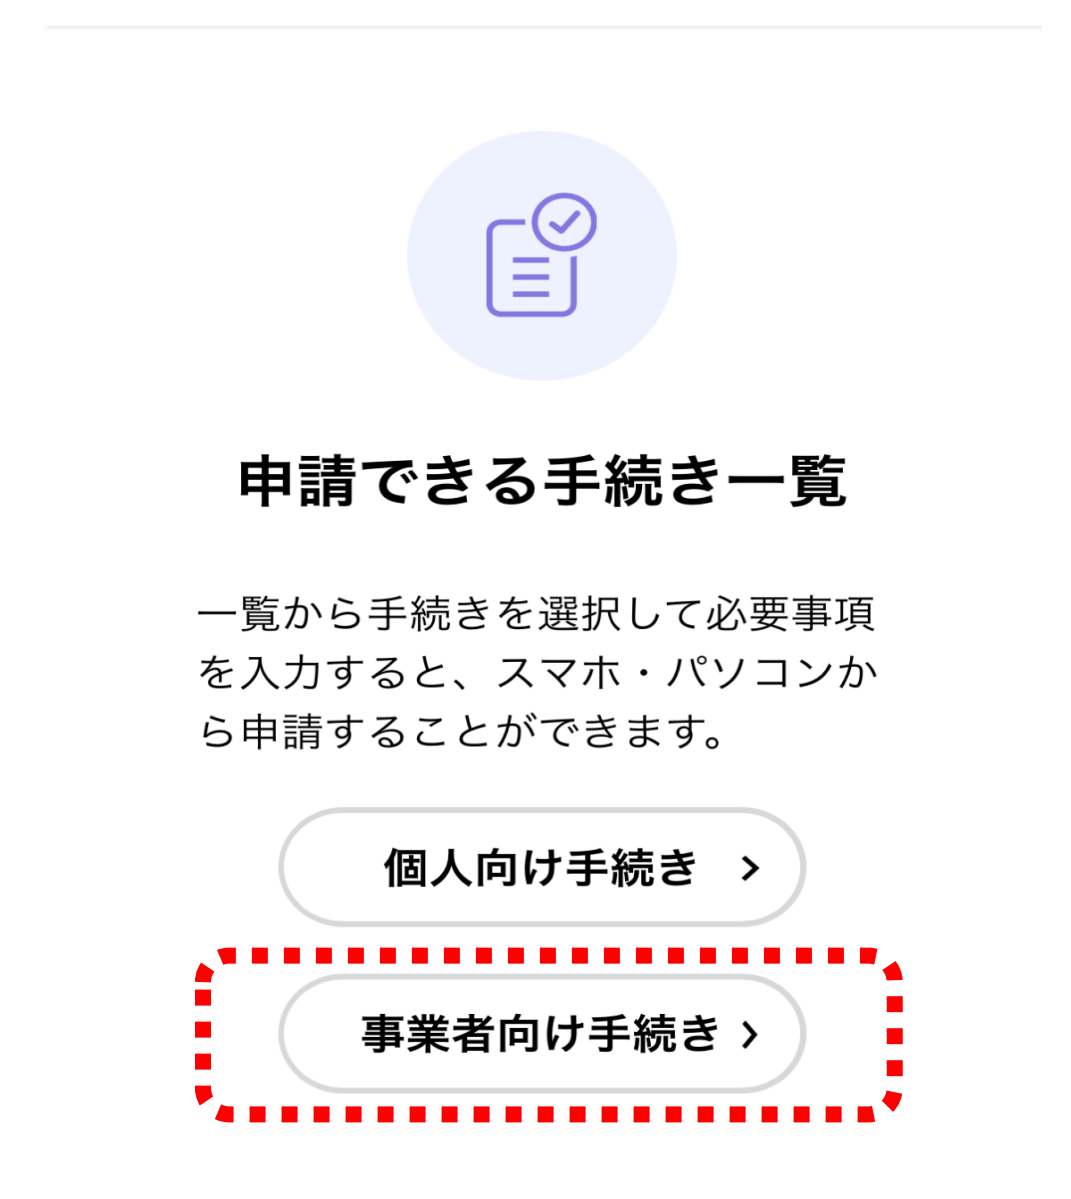 申請できる手続き一覧
一覧から手続きを選択して必要事項
を入力すると、スマホ・パソコンか
ら申請することができます。
個人向け手続き
事業者向け手続き